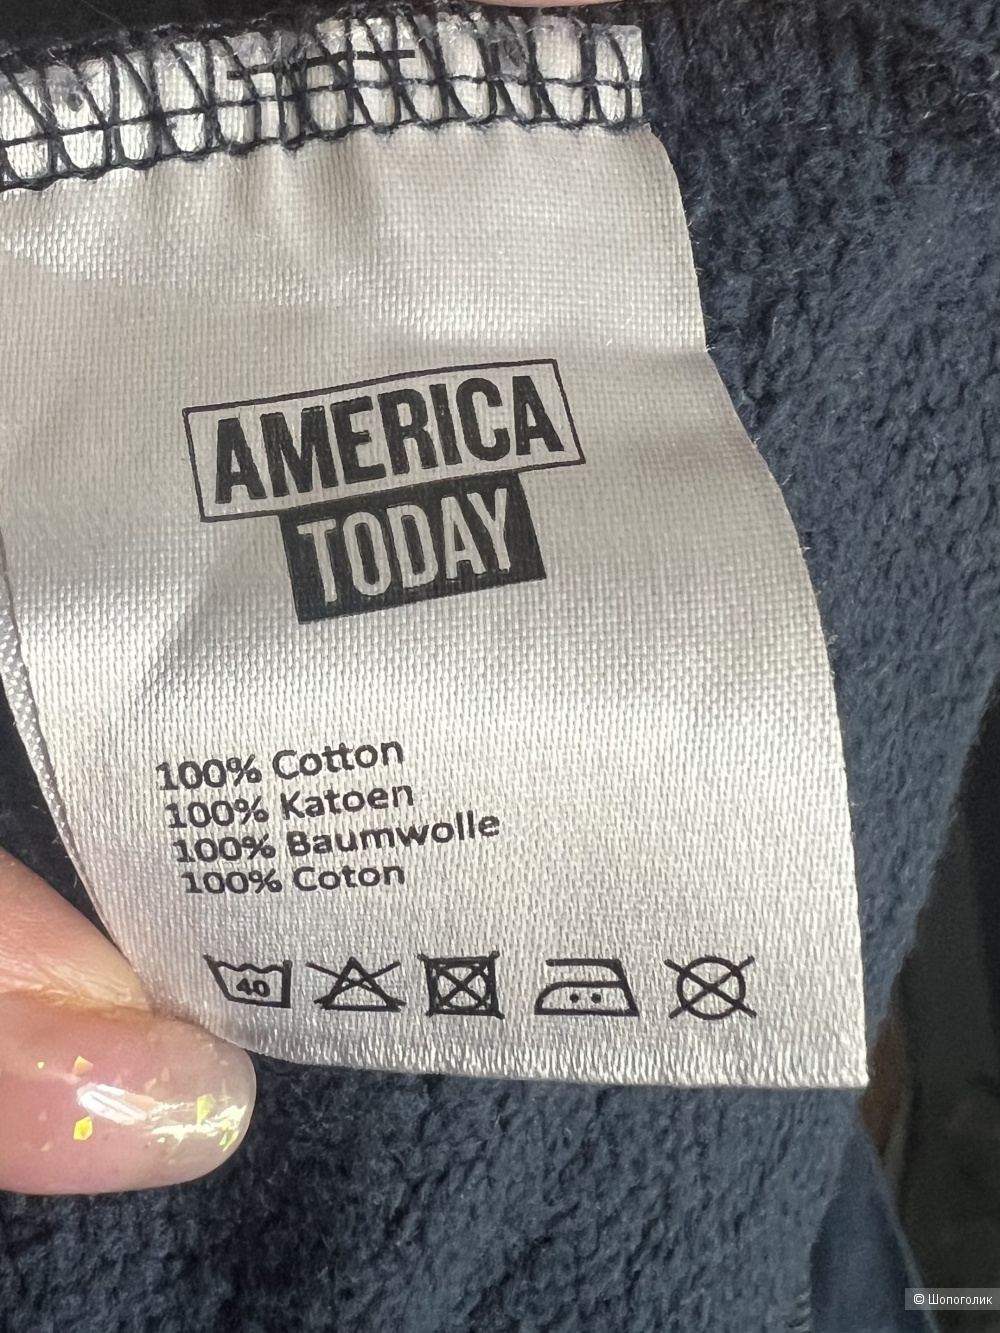 AMERICA
TODAY
100% Cotton
100% Katoen
100% Baumwolle
100% Coton
40
© Шопоголик